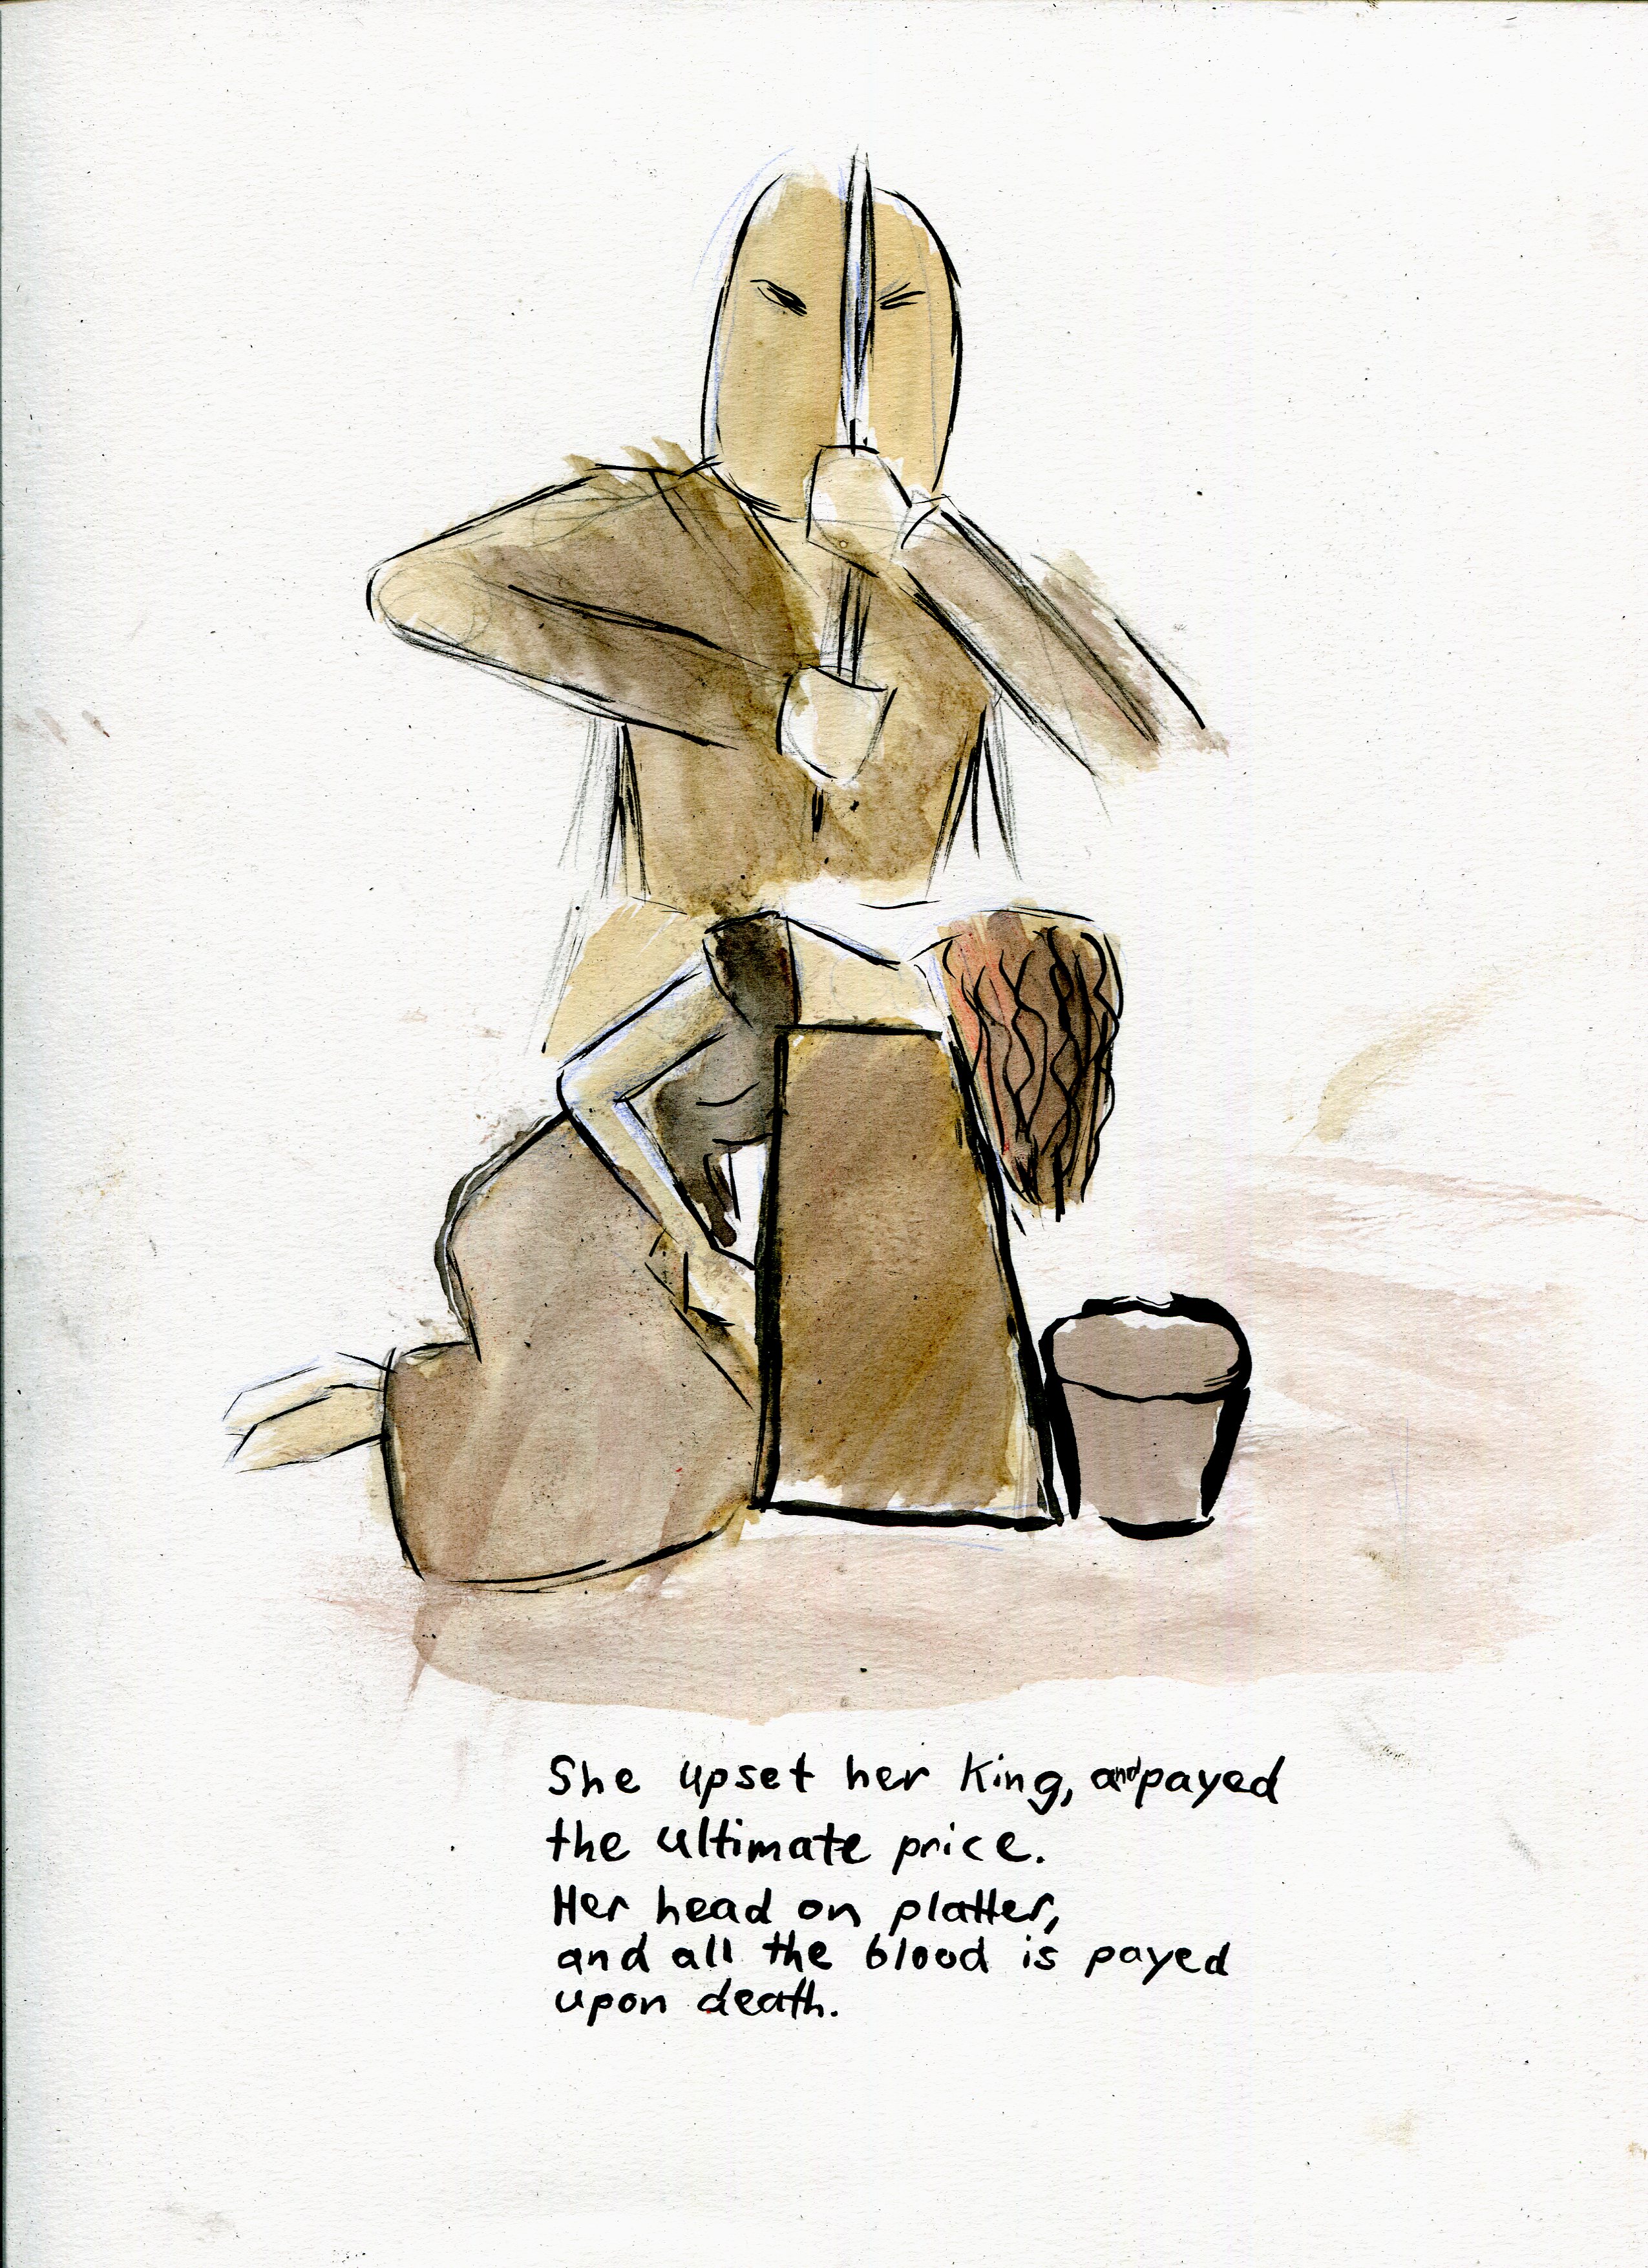 She upset her King, and payed
the ultimate price.
Her head on platter,
and all the blood is payed
upon death.